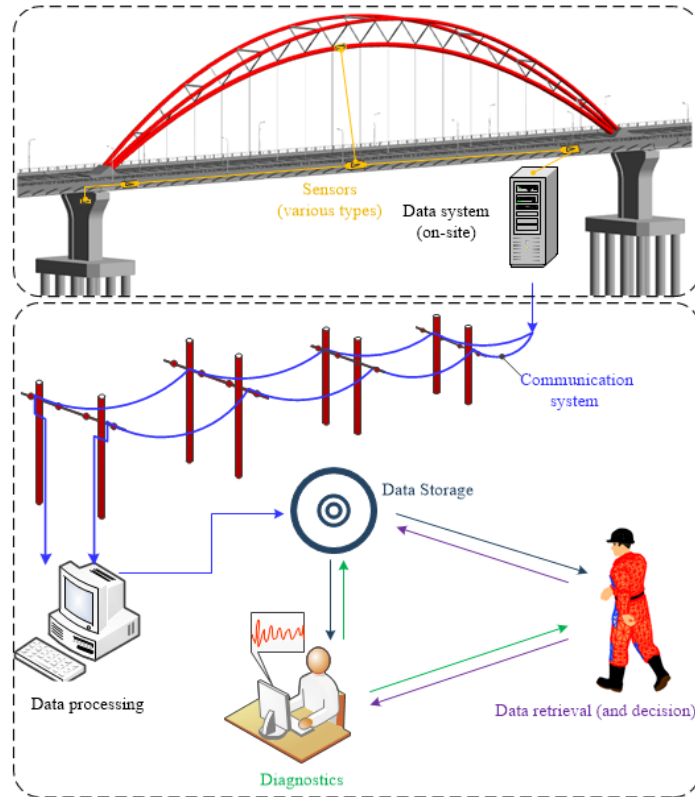 Sensors
(various types)
Data system
(on-site)
Communication
system
Data Storage
Data processing
Diagnostics
Data retrieval (and decision)